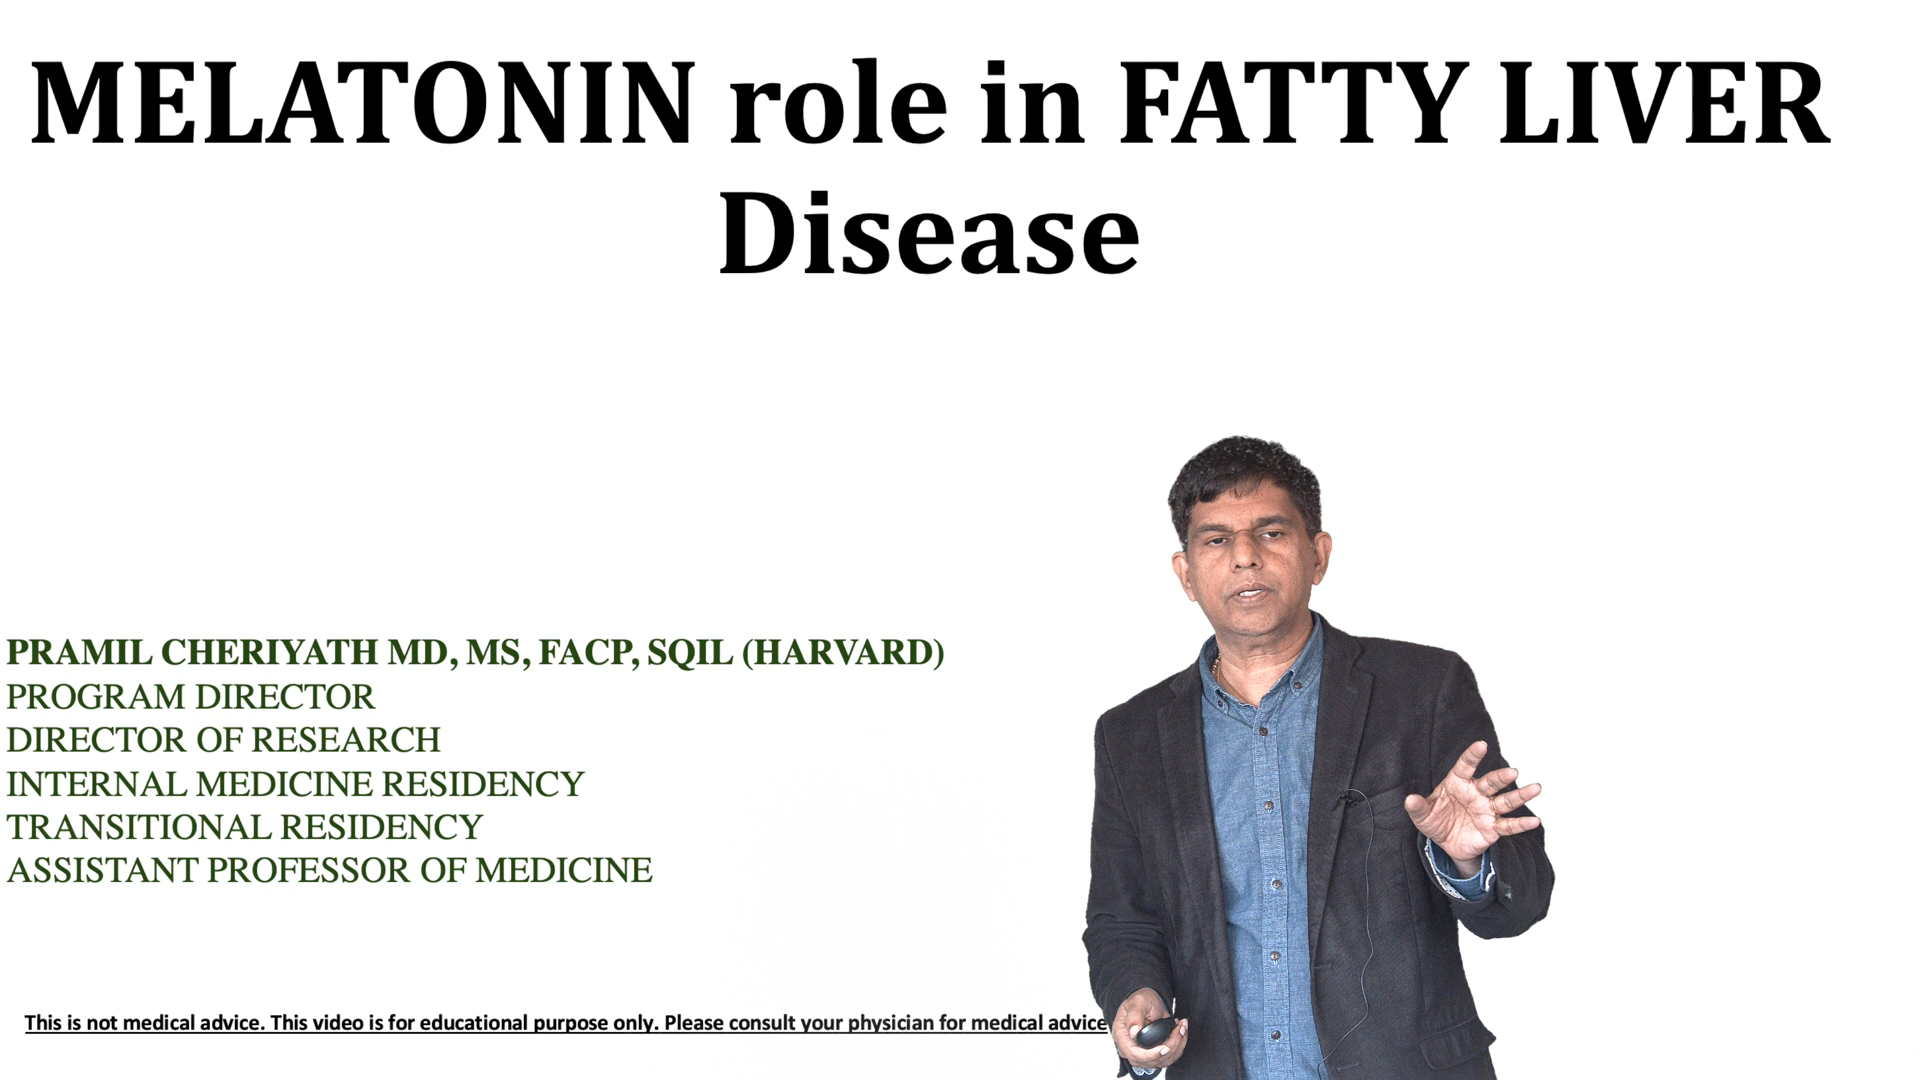 MELATONIN role in FATTY LIVER
Disease
PRAMIL CHERIYATH MD, MS, FACP, SQIL (HARVARD)
PROGRAM DIRECTOR
DIRECTOR OF RESEARCH
INTERNAL MEDICINE RESIDENCY
TRANSITIONAL RESIDENCY
ASSISTANT PROFESSOR OF MEDICINE
This is not medical advice. This video is for educational purpose only. Please consult your physician for medical advice